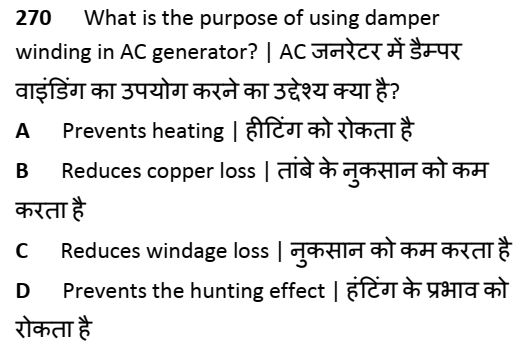 270 What is the purpose of using damper
winding in AC generator? | AC जनरेटर में डैम्पर
वाइंडिंग का उपयोग करने का उद्देश्य क्या है?
A Prevents heating | हीटिंग को रोकता है
B Reduces copper loss | तांबे के नुकसान को कम
करता है
C Reduces windage loss | नुकसान को कम करता है
D Prevents the hunting effect | हंटिंग के प्रभाव को
रोकता है